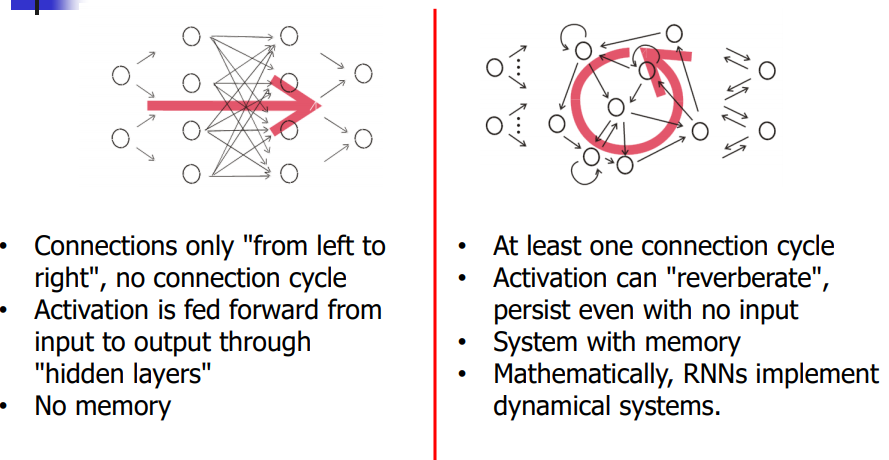 • Connections only "from left to
right", no connection cycle
• Activation is fed forward from
input to output through
"hidden layers"
• No memory
• At least one connection cycle
• Activation can "reverberate",
persist even with no input
• System with memory
• Mathematically, RNNs implement
dynamical systems.